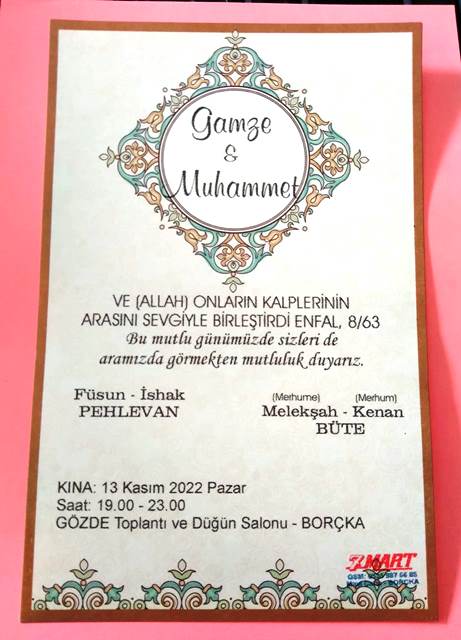 Gamze
&
Muhammet
VE (ALLAH) ONLARIN KALPLERİNİN
ARASINI SEVGİYLE BİRLEŞTİRDİ ENFAL, 8/63
Bu mutlu günümüzde sizleri de
aramızda görmekten mutluluk duyarız.
Füsun - İshak
PEHLEVAN
(Merhume) (Merhum)
Melekşah - Kenan
BÜTE
KINA: 13 Kasım 2022 Pazar
Saat: 19.00 - 23.00
GÖZDE Toplantı ve Düğün Salonu - BORÇKA
MART
GSM:
BORÇKA